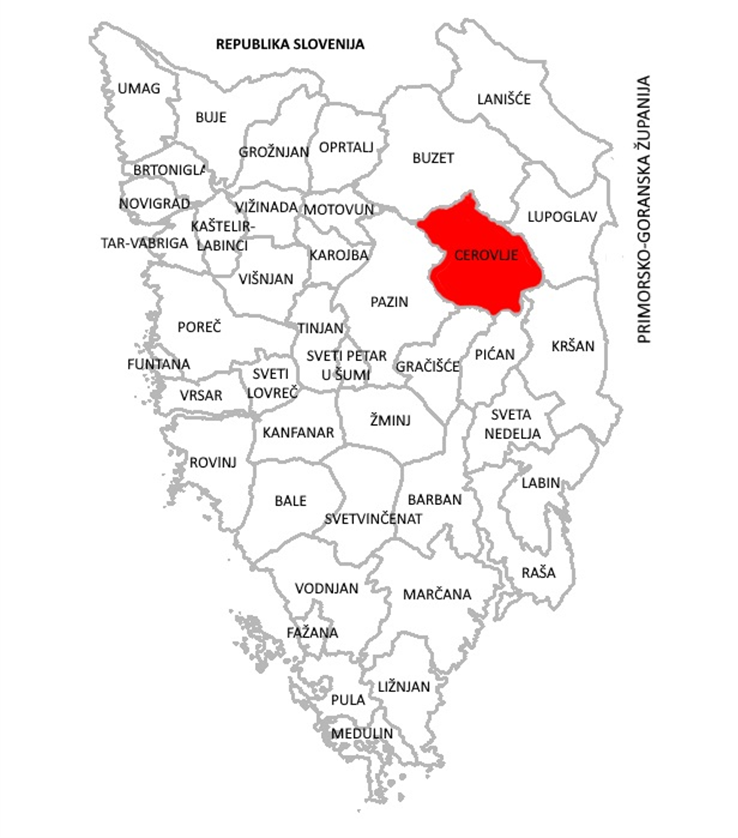 REPUBLIKA SLOVENIJA
UMAG
LANIŠĆE
BUJE
OPRTALJ
GROŽNJAN
BUZET
BRTONIGLA
NOVIGRAD
VIŽINADA
MOTOVUN
LUPOGLAV
KAŠTELIR-
LABINCI
TAR-VABRIGA
KAROJBA
CEROVLJE
VIŠNJAN
PAZIN
POREČ
TINJAN
KRŠAN
SVETI PETAR
U ŠUMI
PIĆAN
FUNTANA
GRAČIŠĆE
SVETI
LOVREČ
VRSAR
SVETA
NEDELJA
ŽMINJ
KANFANAR
ROVINJ
LABIN
BALE
BARBAN
SVETVINČENAT
RAŠA
VODNJAN
MARČANA
FAŽANA
LIŽNJAN
PULA
MEDULIN
PRIMORSKO-GORANSKA ŽUPANIJA